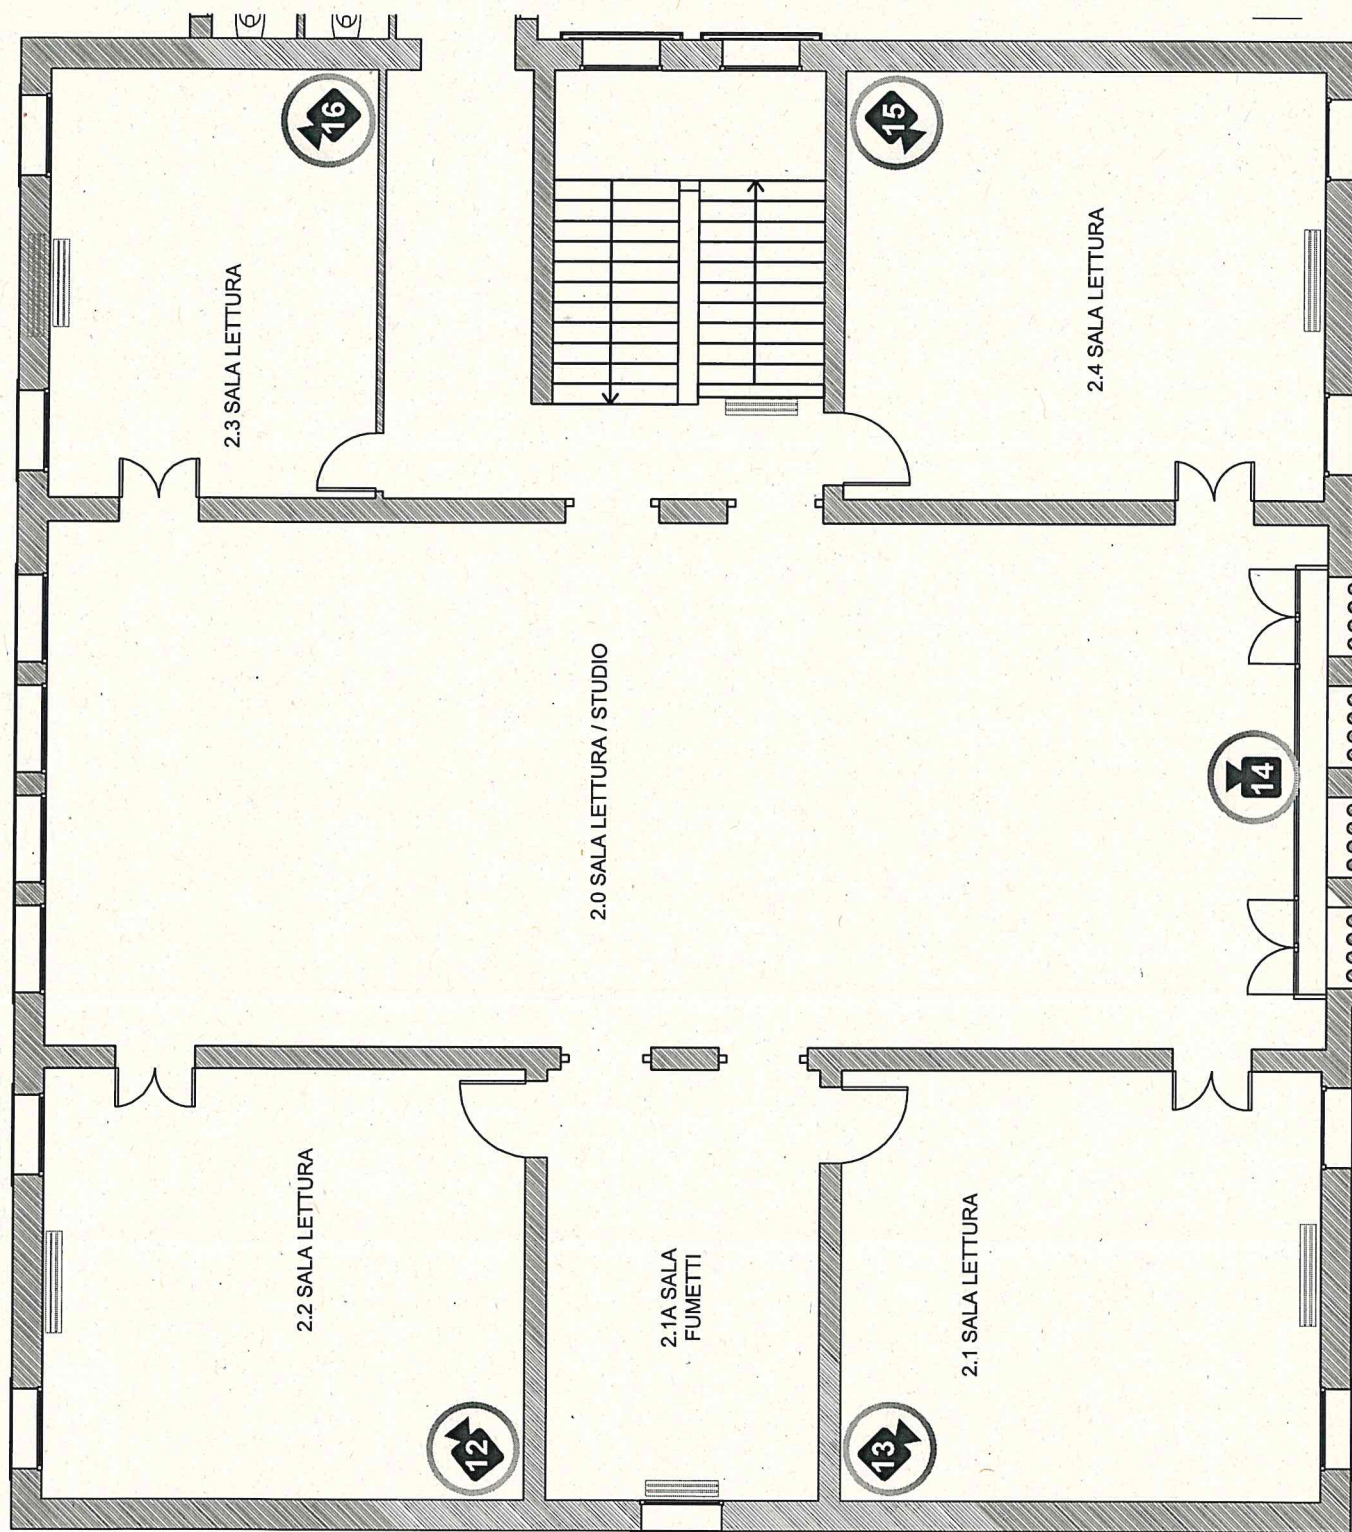 16
15
2.3 SALA LETTURA
2.4 SALA LETTURA
2.0 SALA LETTURA / STUDIO
14
2.2 SALA LETTURA
2.1A SALA
FUMETTI
2.1 SALA LETTURA
12
13